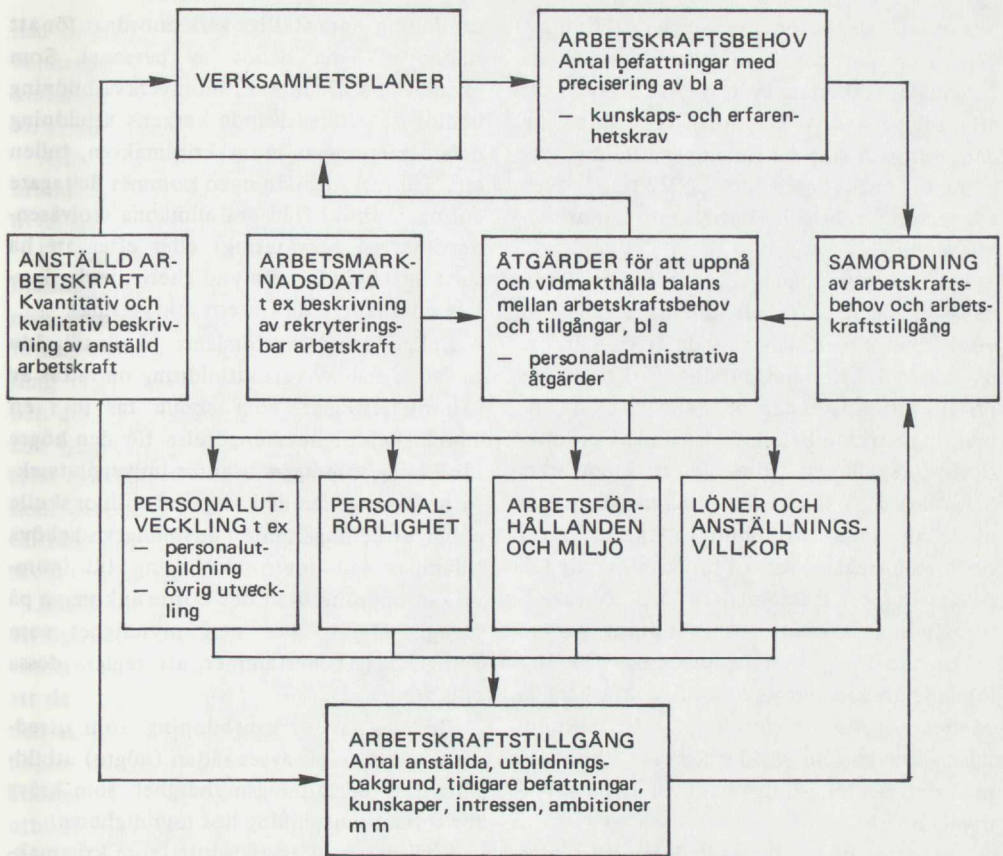 VERKSAMHETSPLANER
ARBETSKRAFTSBEHOV
Antal befattningar med
precisering av bl a
— kunskaps- och erfaren-
hetskrav
ANSTÄLLD AR-
BETSKRAFT
Kvantitativ och
kvalitativ beskriv-
ning av anställd
arbetskraft
ARBETSMARK-
NADSDATA
t ex beskrivning
av rekryterings-
bar arbetskraft
ÅTGÄRDER för att uppnå
och vidmakthålla balans
mellan arbetskraftsbehov
och tillgångar, bl a
— personaladministrativa
åtgärder
SAMORDNING
av arbetskrafts-
behov och arbets-
kraftstillgång
PERSONALUT-
VECKLING t ex
— personalut-
bildning
— övrig utveck-
ling
PERSONAL-
RÖRLIGHET
ARBETSFÖR-
HÅLLANDEN
OCH MILJÖ
LÖNER OCH
ANSTÄLLNINGS-
VILLKOR
ARBETSKRAFTSTILLGÅNG
Antal anställda, utbildnings-
bakgrund, tidigare befattningar,
kunskaper, intressen, ambitioner
m m